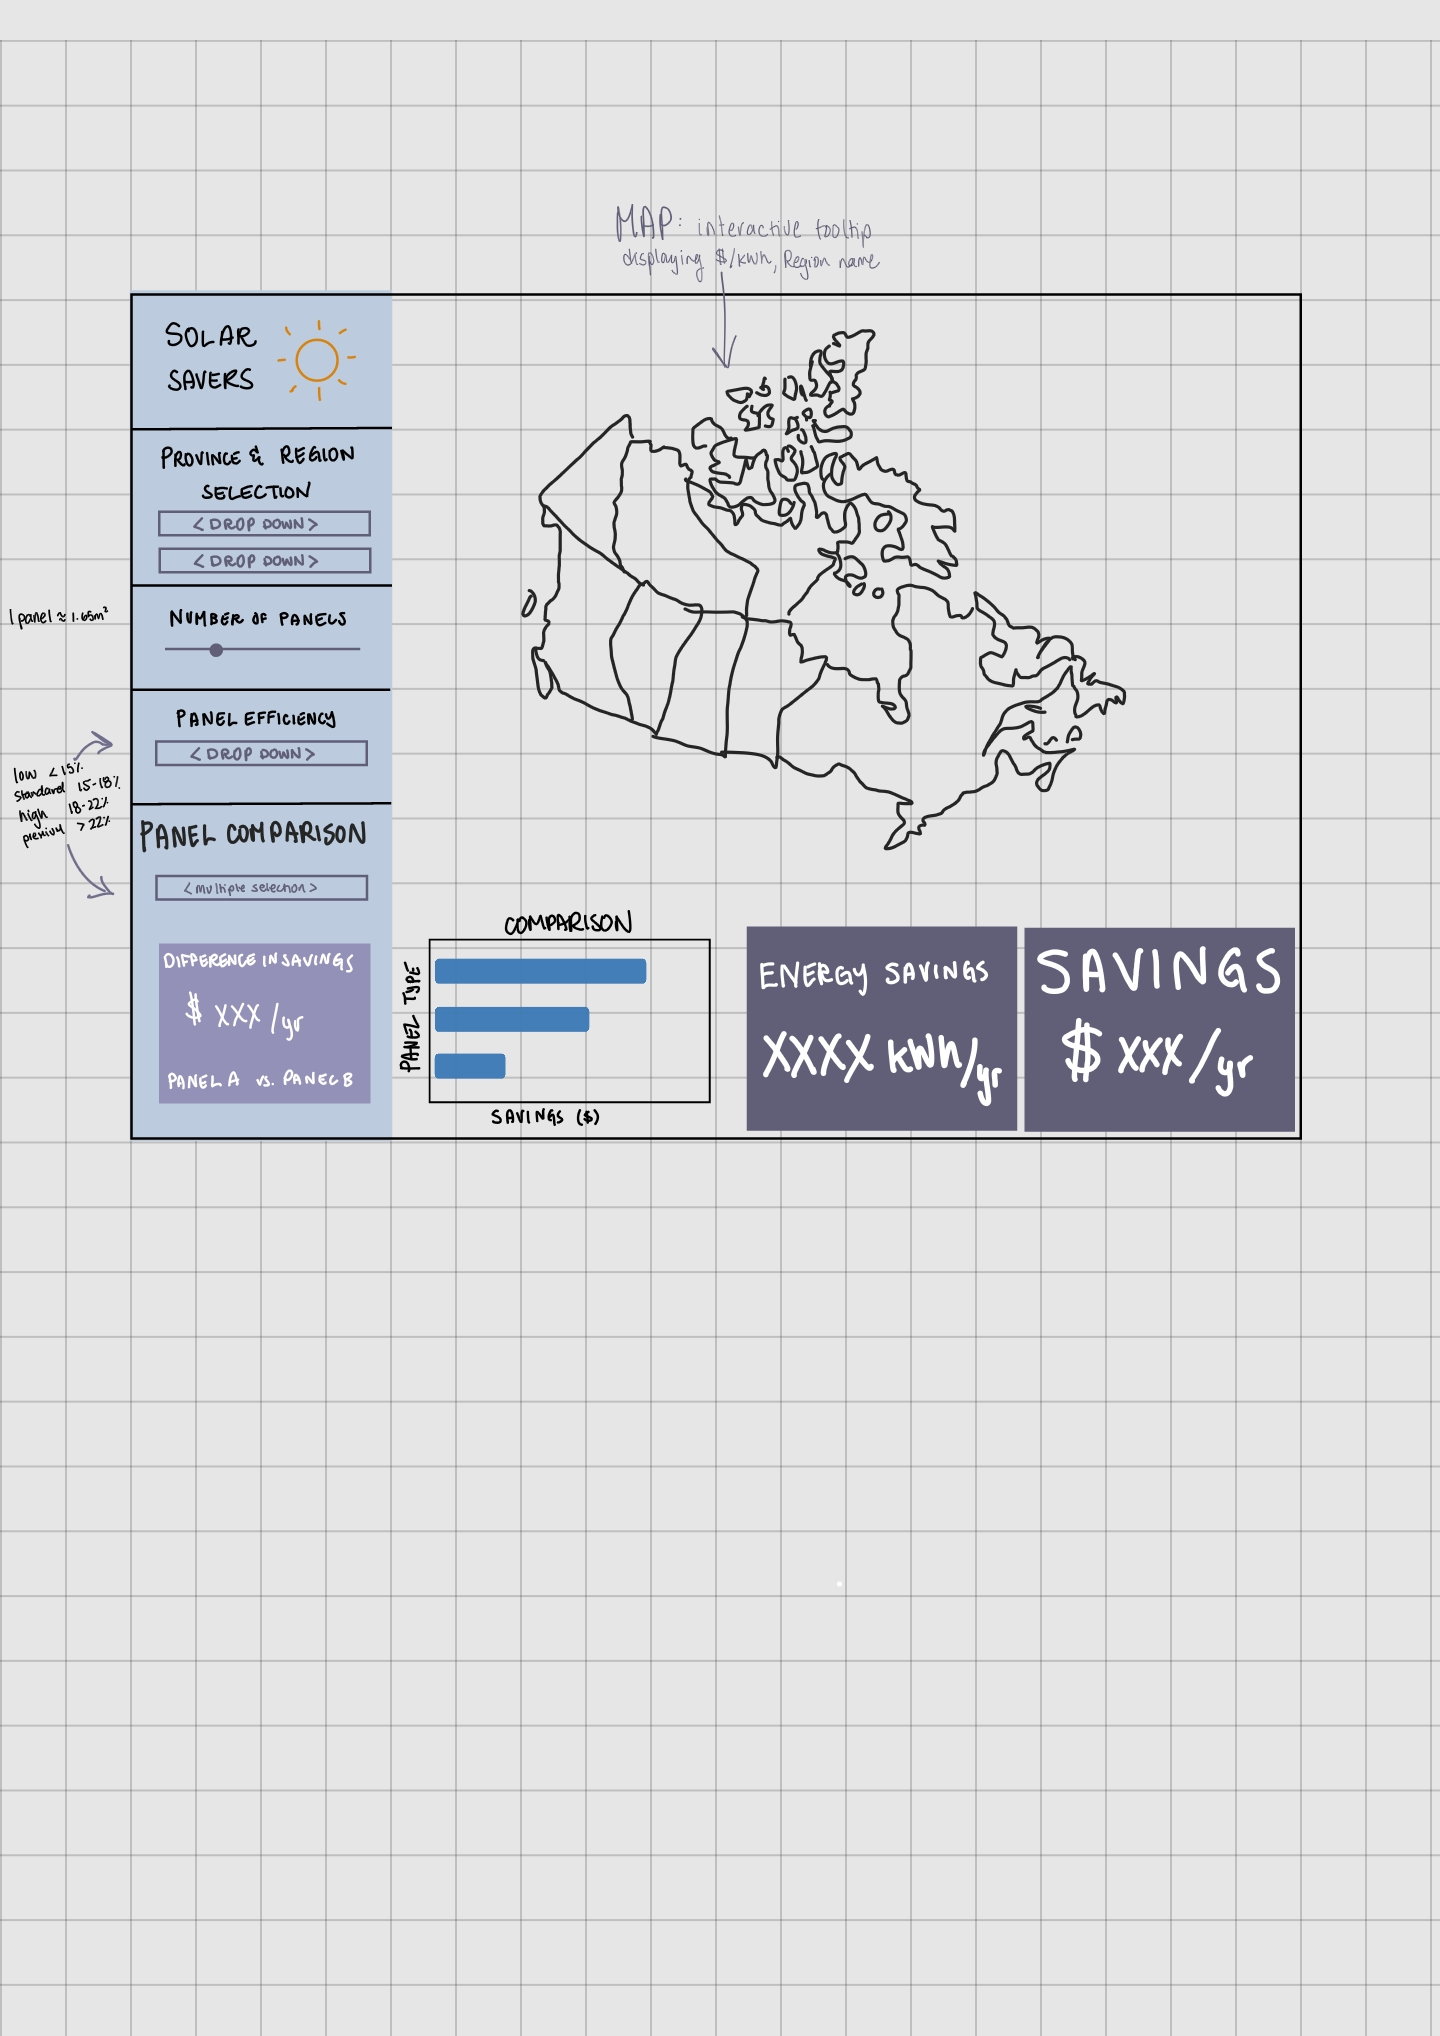 MAP: interactive tooltip
displaying $/kWh, Region name
SOLAR
SAVERS
PROVINCE & REGION
SELECTION
<DROP DOWN>
<DROP DOWN>
1 panel ≈ 1.65m²
NUMBER OF PANELS
PANEL EFFICIENCY
<DROP DOWN>
low <15%
standard 15-18%
high 18-22%
premium >22%
PANEL COMPARISON
<multiple selection>
DIFFERENCE IN SAVINGS
$ XXX /yr
PANEL A vs. PANEL B
COMPARISON
PANEL TYPE
SAVINGS ($)
ENERGY SAVINGS
XXXX kWh/yr
SAVINGS
$ XXX/yr